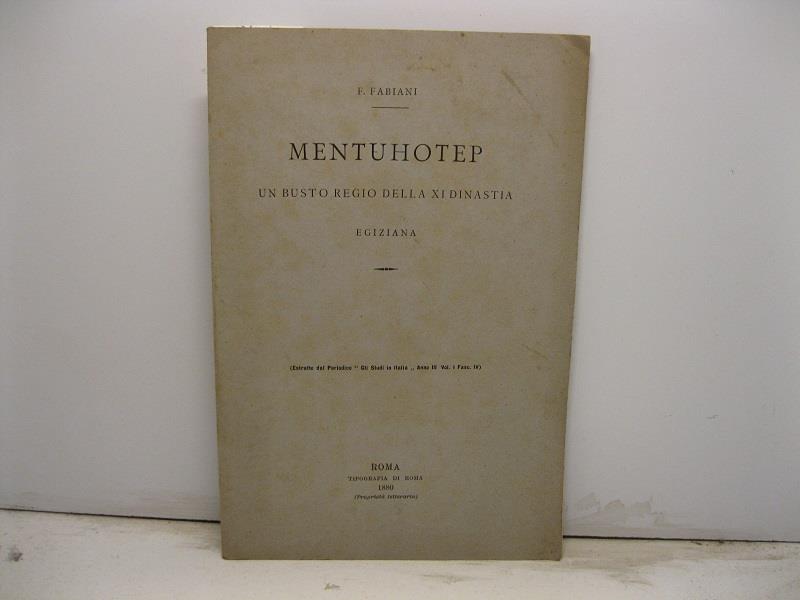 F. FABIANI
MENTUHOTEP
UN BUSTO REGIO DELLA XI DINASTIA
EGIZIANA
(Estratto dal Periodico " Gli Studi in Italia ,, Anno III Vol. I Fasc. IV)
ROMA
TIPOGRAFIA DI ROMA
1880
(Proprietà letteraria)